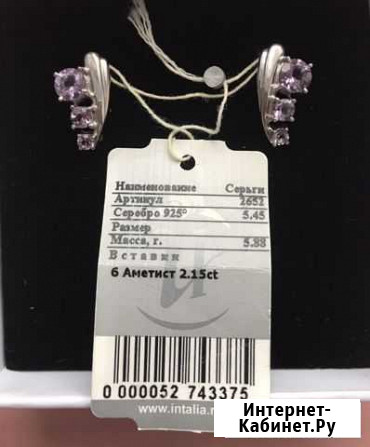 Наименование Серьги
Артикул 2652
Серебро 925° 5.45
Размер
Масса, г. 5.88
Вставки
6 Аметист 2.15ct
0 000052 743375
www.intalia.
Интернет-
Кабинет.Ру